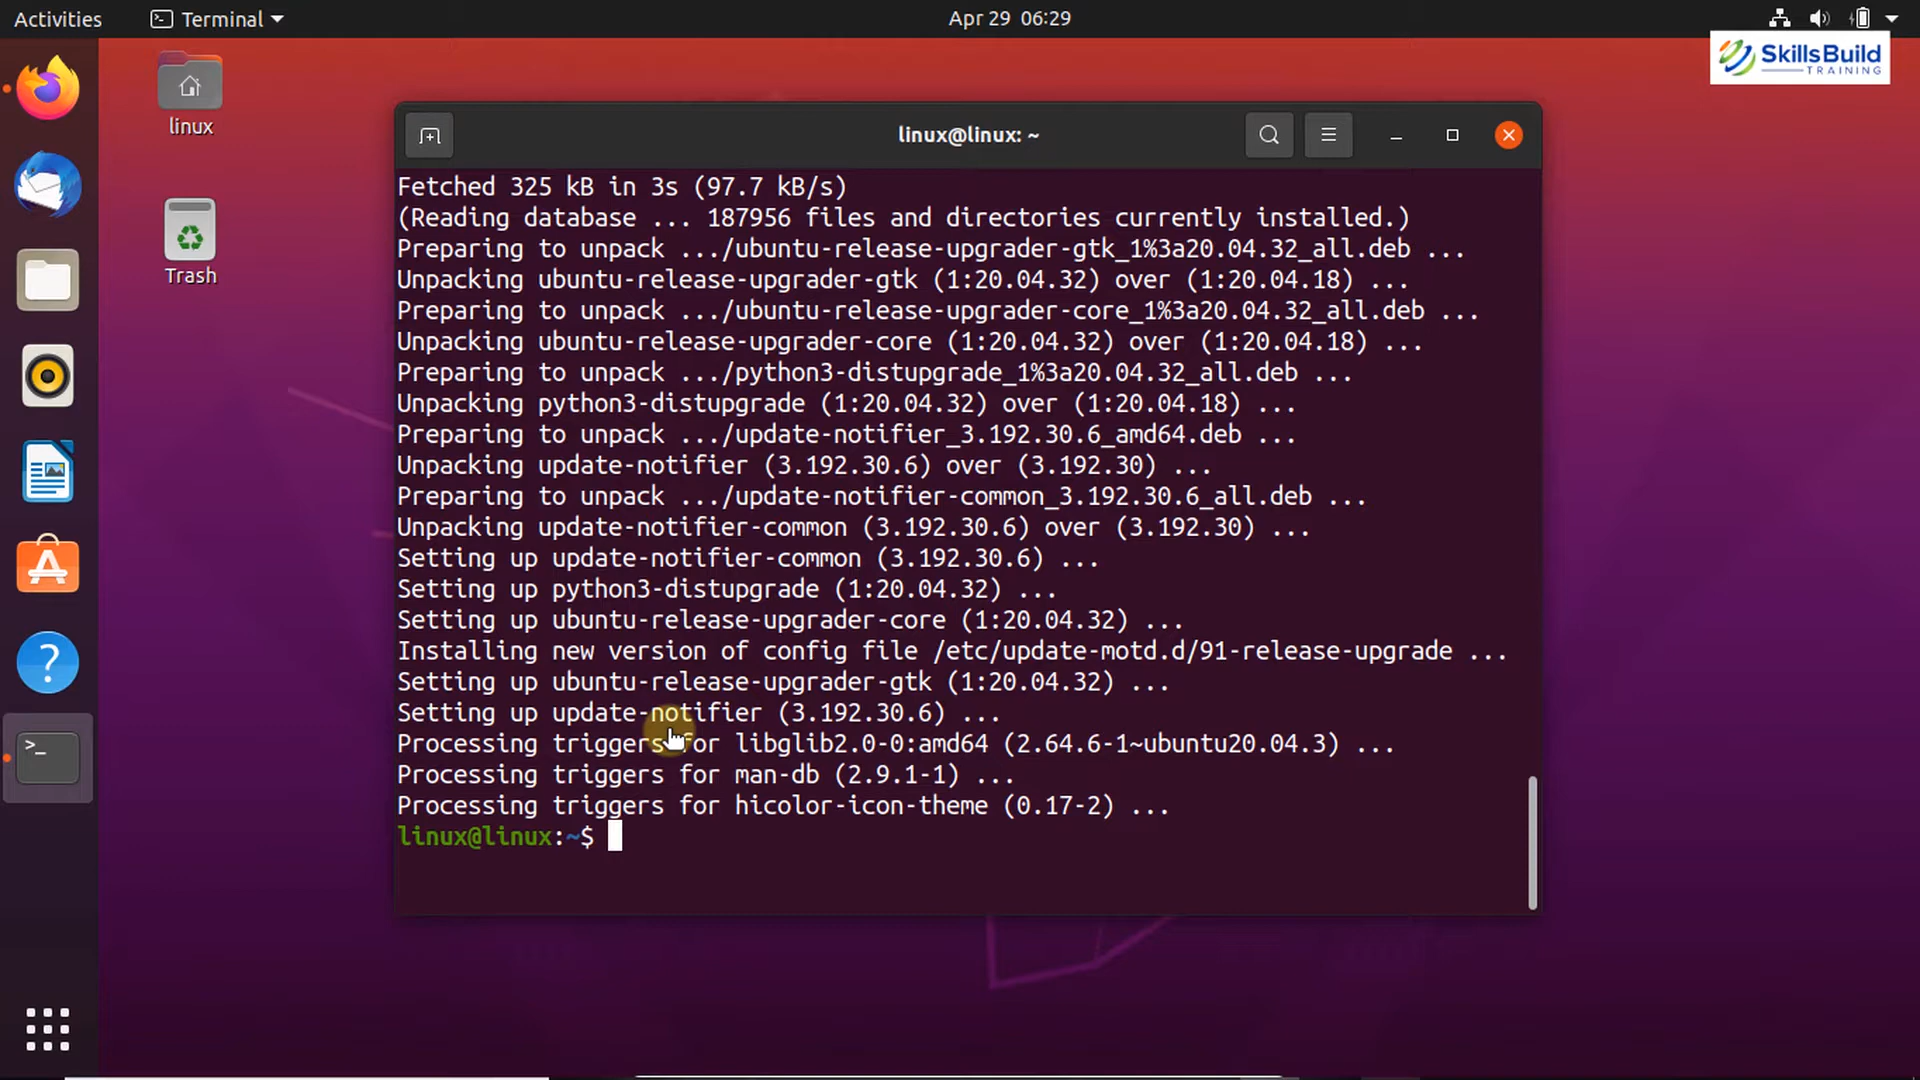 Activities
Terminal
Apr 29 06:29
SkillsBuild
TRAINING
linux
Trash
linux@linux: ~
Fetched 325 kB in 3s (97.7 kB/s)
(Reading database ... 187956 files and directories currently installed.)
Preparing to unpack .../ubuntu-release-upgrader-gtk_1%3a20.04.32_all.deb ...
Unpacking ubuntu-release-upgrader-gtk (1:20.04.32) over (1:20.04.18) ...
Preparing to unpack .../ubuntu-release-upgrader-core_1%3a20.04.32_all.deb ...
Unpacking ubuntu-release-upgrader-core (1:20.04.32) over (1:20.04.18) ...
Preparing to unpack .../python3-distupgrade_1%3a20.04.32_all.deb ...
Unpacking python3-distupgrade (1:20.04.32) over (1:20.04.18) ...
Preparing to unpack .../update-notifier_3.192.30.6_amd64.deb ...
Unpacking update-notifier (3.192.30.6) over (3.192.30) ...
Preparing to unpack .../update-notifier-common_3.192.30.6_all.deb ...
Unpacking update-notifier-common (3.192.30.6) over (3.192.30) ...
Setting up update-notifier-common (3.192.30.6) ...
Setting up python3-distupgrade (1:20.04.32) ...
Setting up ubuntu-release-upgrader-core (1:20.04.32) ...
Installing new version of config file /etc/update-motd.d/91-release-upgrade ...
Setting up ubuntu-release-upgrader-gtk (1:20.04.32) ...
Setting up update-notifier (3.192.30.6) ...
Processing triggers for libglib2.0-0:amd64 (2.64.6-1~ubuntu20.04.3) ...
Processing triggers for man-db (2.9.1-1) ...
Processing triggers for hicolor-icon-theme (0.17-2) ...
linux@linux:~$